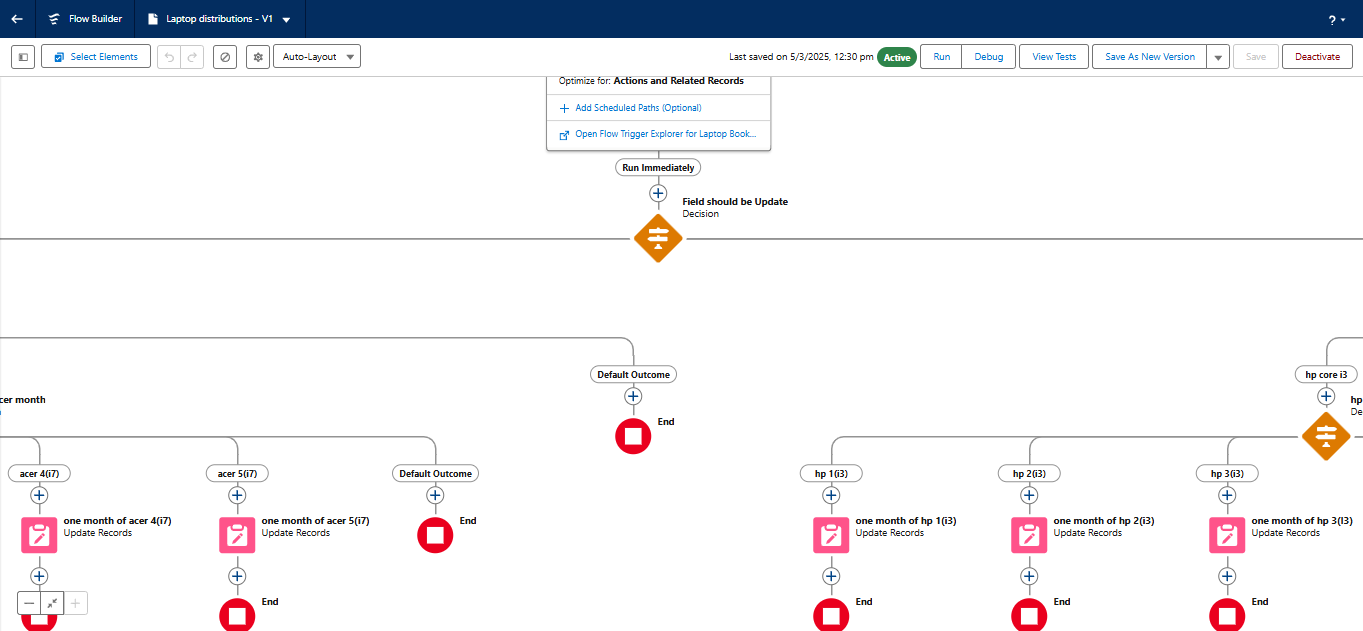 Flow Builder
Laptop distributions - V1
?
Select Elements
Auto-Layout
Last saved on 5/3/2025, 12:30 pm
Active
Run
Debug
View Tests
Save As New Version
Save
Deactivate
Optimize for: Actions and Related Records
Add Scheduled Paths (Optional)
Open Flow Trigger Explorer for Laptop Book...
Run Immediately
Field should be Update
Decision
Default Outcome
hp core i3
cer month
hp
De
End
acer 4(i7)
acer 5(i7)
Default Outcome
hp 1(i3)
hp 2(i3)
hp 3(i3)
one month of acer 4(i7)
Update Records
one month of acer 5(i7)
Update Records
End
one month of hp 1(i3)
Update Records
one month of hp 2(i3)
Update Records
one month of hp 3(I3)
Update Records
End
End
End
End